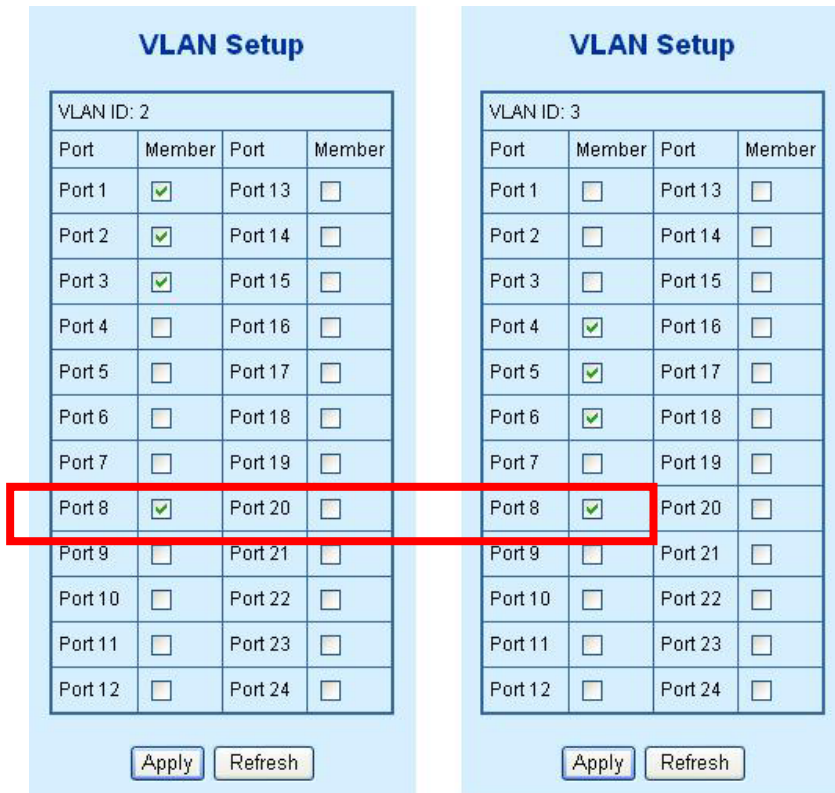 VLAN Setup
VLAN ID: 2
Port Member Port Member
Port 1 Port 13
Port 2 Port 14
Port 3 Port 15
Port 4 Port 16
Port 5 Port 17
Port 6 Port 18
Port 7 Port 19
Port 8 Port 20
Port 9 Port 21
Port 10 Port 22
Port 11 Port 23
Port 12 Port 24
Apply Refresh
VLAN Setup
VLAN ID: 3
Port Member Port Member
Port 1 Port 13
Port 2 Port 14
Port 3 Port 15
Port 4 Port 16
Port 5 Port 17
Port 6 Port 18
Port 7 Port 19
Port 8 Port 20
Port 9 Port 21
Port 10 Port 22
Port 11 Port 23
Port 12 Port 24
Apply Refresh